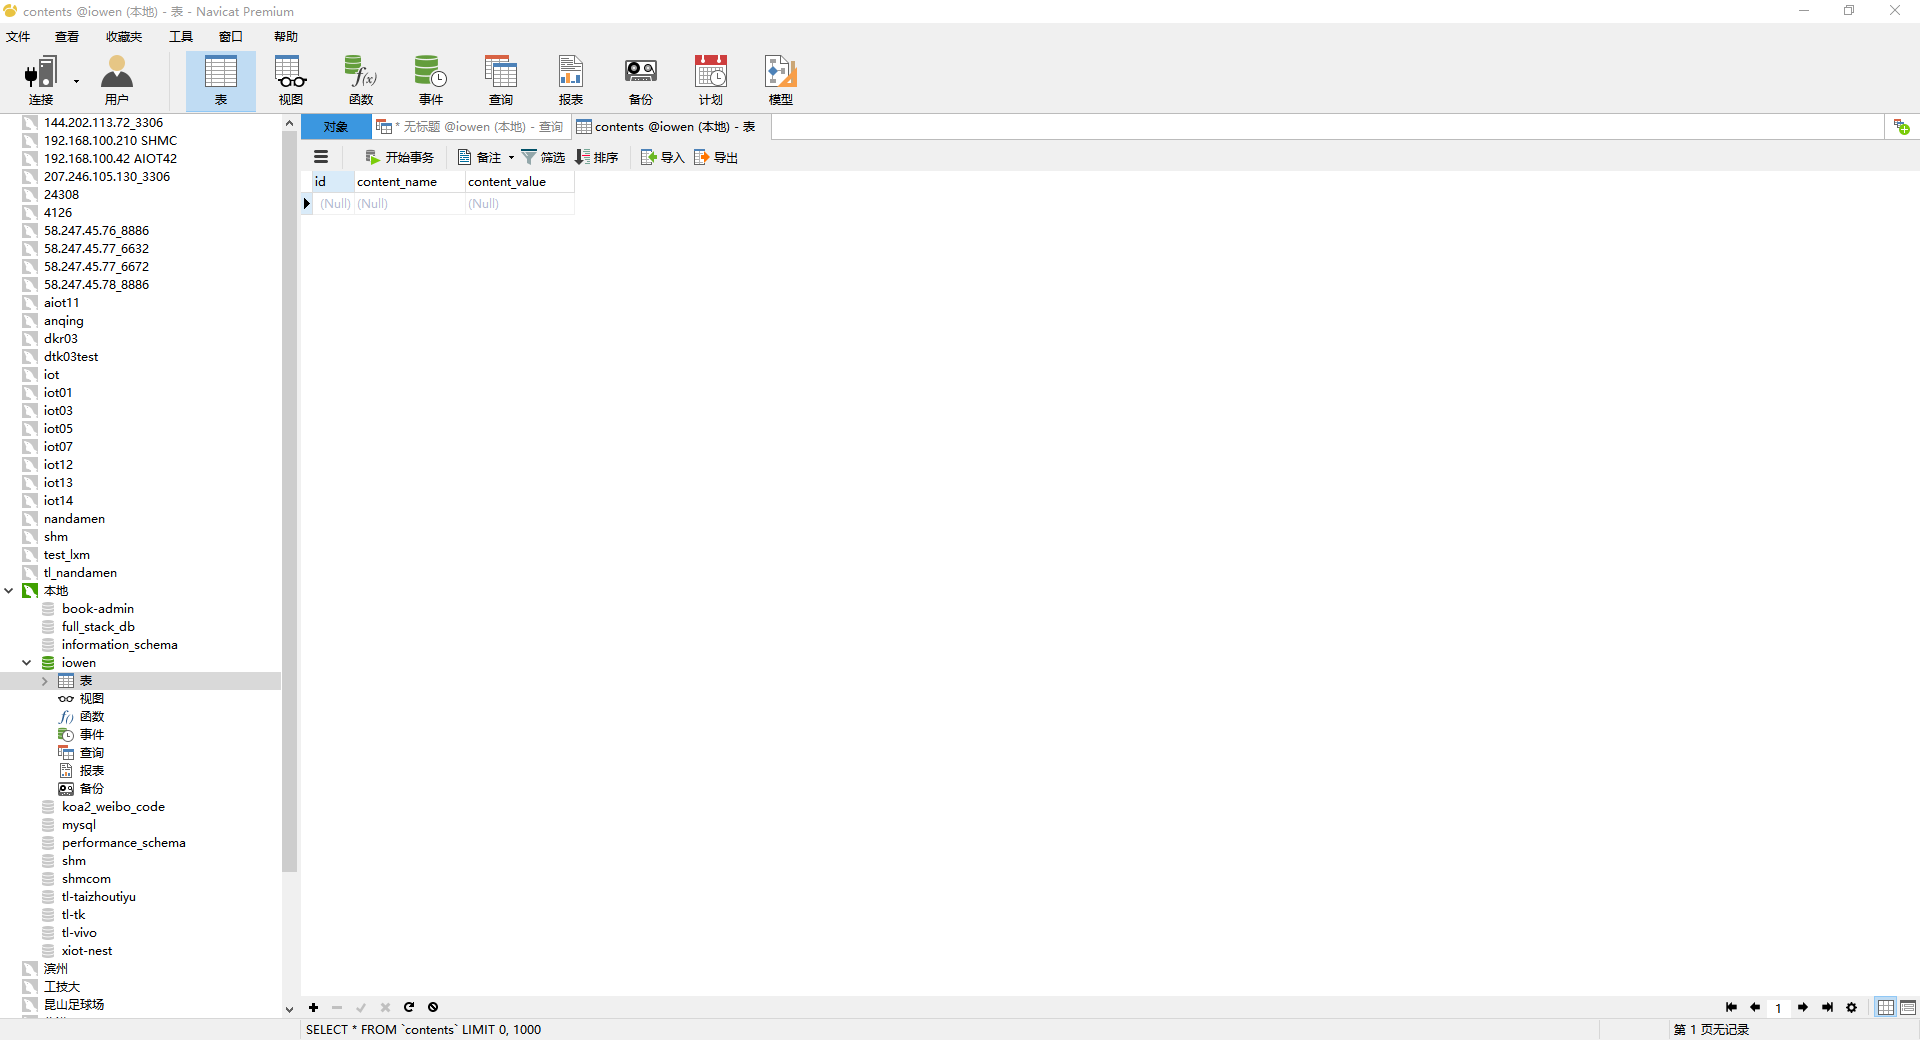 contents @iowen (本地) - 表 - Navicat Premium
文件 查看 收藏夹 工具 窗口 帮助
连接 用户 表 视图 函数 事件 查询 报表 备份 计划 模型
144.202.113.72_3306
192.168.100.210 SHMC
192.168.100.42 AIOT42
207.246.105.130_3306
24308
4126
58.247.45.76_8886
58.247.45.77_6632
58.247.45.77_6672
58.247.45.78_8886
aiot11
anqing
dkr03
dtk03test
iot
iot01
iot03
iot05
iot07
iot12
iot13
iot14
nandamen
shm
test_lxm
tl_nandamen
本地
book-admin
full_stack_db
information_schema
iowen
表
视图
函数
事件
查询
报表
备份
koa2_weibo_code
mysql
performance_schema
shm
shmcom
tl-taizhoutiyu
tl-tk
tl-vivo
xiot-nest
滨州
工技大
昆山足球场
对象 * 无标题 @iowen (本地) - 查询 contents @iowen (本地) - 表
开始事务 备注 筛选 排序 导入 导出
id content_name content_value
(Null) (Null) (Null)
1
SELECT * FROM `contents` LIMIT 0, 1000 第 1 页无记录